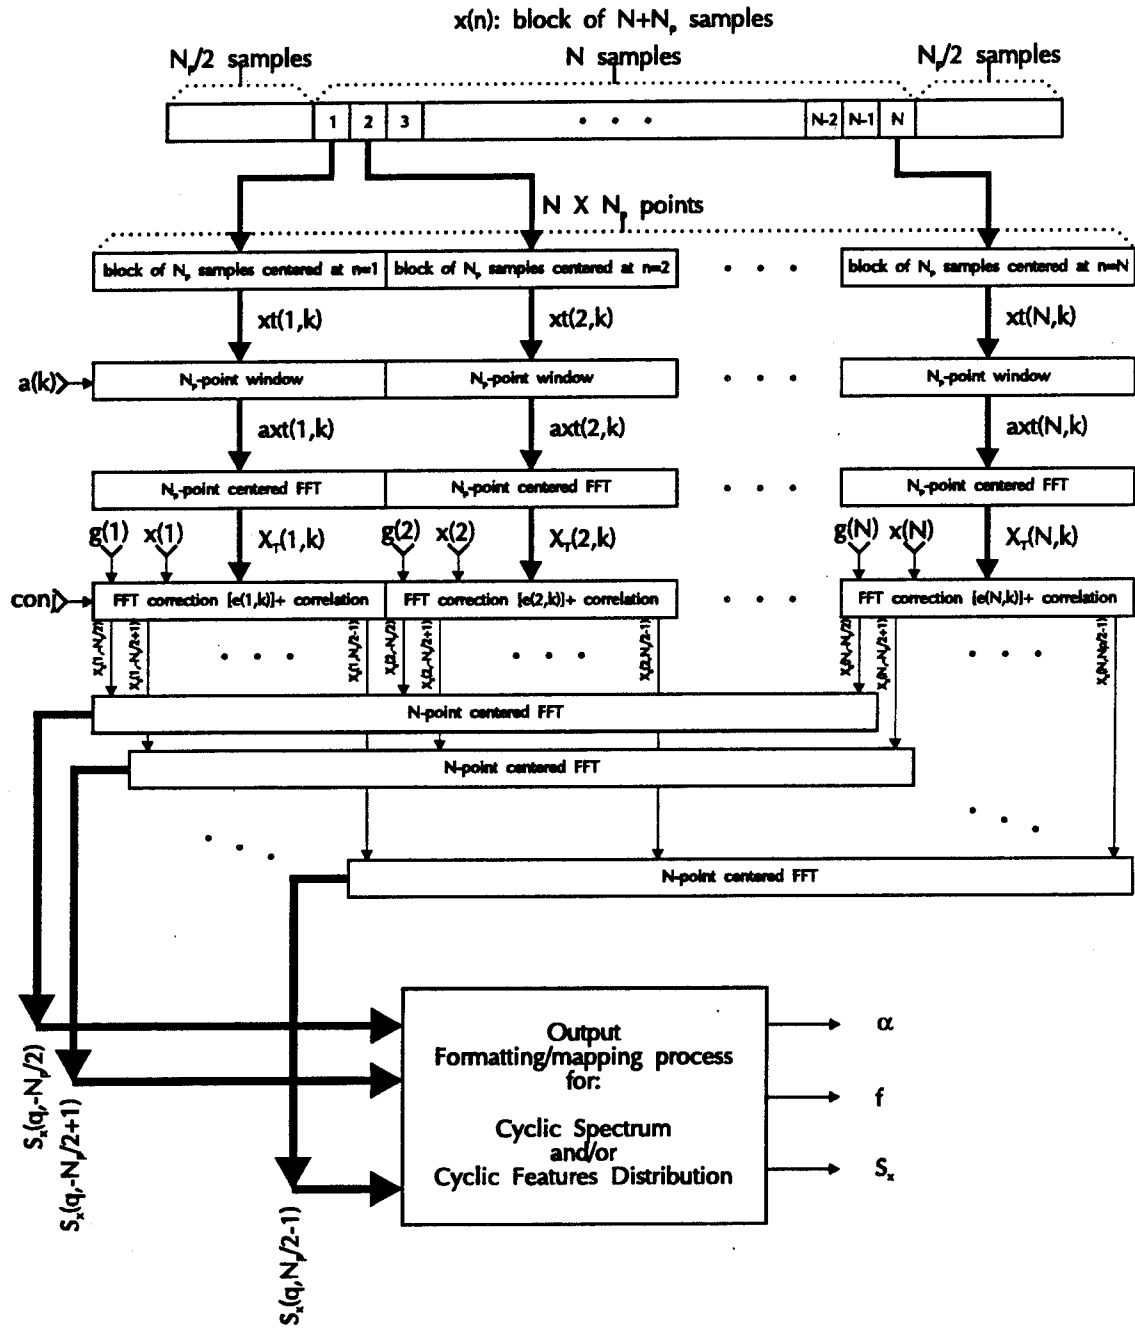 x(n): block of N+Nₚ samples
Nₚ/2 samples
N samples
Nₚ/2 samples
1 2 3 • • • N-2 N-1 N
N X Nₚ points
block of Nₚ samples centered at n=1
block of Nₚ samples centered at n=2
• • •
block of Nₚ samples centered at n=N
xt(1,k)
xt(2,k)
xt(N,k)
a(k)
Nₚ-point window
Nₚ-point window
• • •
Nₚ-point window
axt(1,k)
axt(2,k)
axt(N,k)
Nₚ-point centered FFT
Nₚ-point centered FFT
• • •
Nₚ-point centered FFT
g(1) x(1) X_T(1,k)
g(2) x(2) X_T(2,k)
g(N) x(N) X_T(N,k)
conj
FFT correction [e(1,k)]+ correlation
FFT correction [e(2,k)]+ correlation
• • •
FFT correction [e(N,k)]+ correlation
• • •
• • •
• • •
N-point centered FFT
N-point centered FFT
• • •
• • •
N-point centered FFT
Output
Formatting/mapping process
for:
Cyclic Spectrum
and/or
Cyclic Features Distribution
α
f
Sₓ
Sₓ(q,-Nₚ/2)
Sₓ(q,-Nₚ/2+1)
Sₓ(q,Nₚ/2-1)